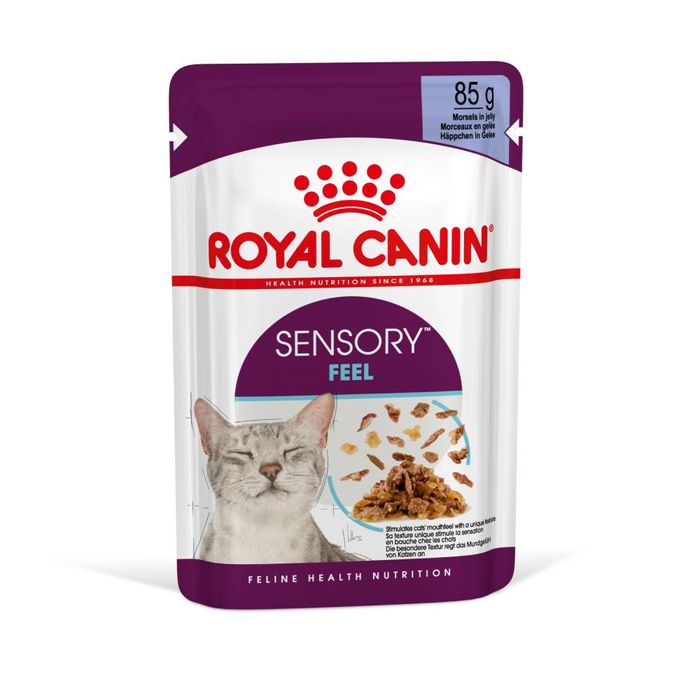 85 g
Morsels in jelly
Morceaux en gelée
Häppchen in Gelee
ROYAL CANIN®
HEALTH NUTRITION SINCE 1968
SENSORY™
FEEL
Stimulates cats' mouthfeel with a unique texture
Sa texture unique stimule la sensation
en bouche chez les chats
Die besondere Textur regt das Mundgefühl
von Katzen an
FELINE HEALTH NUTRITION